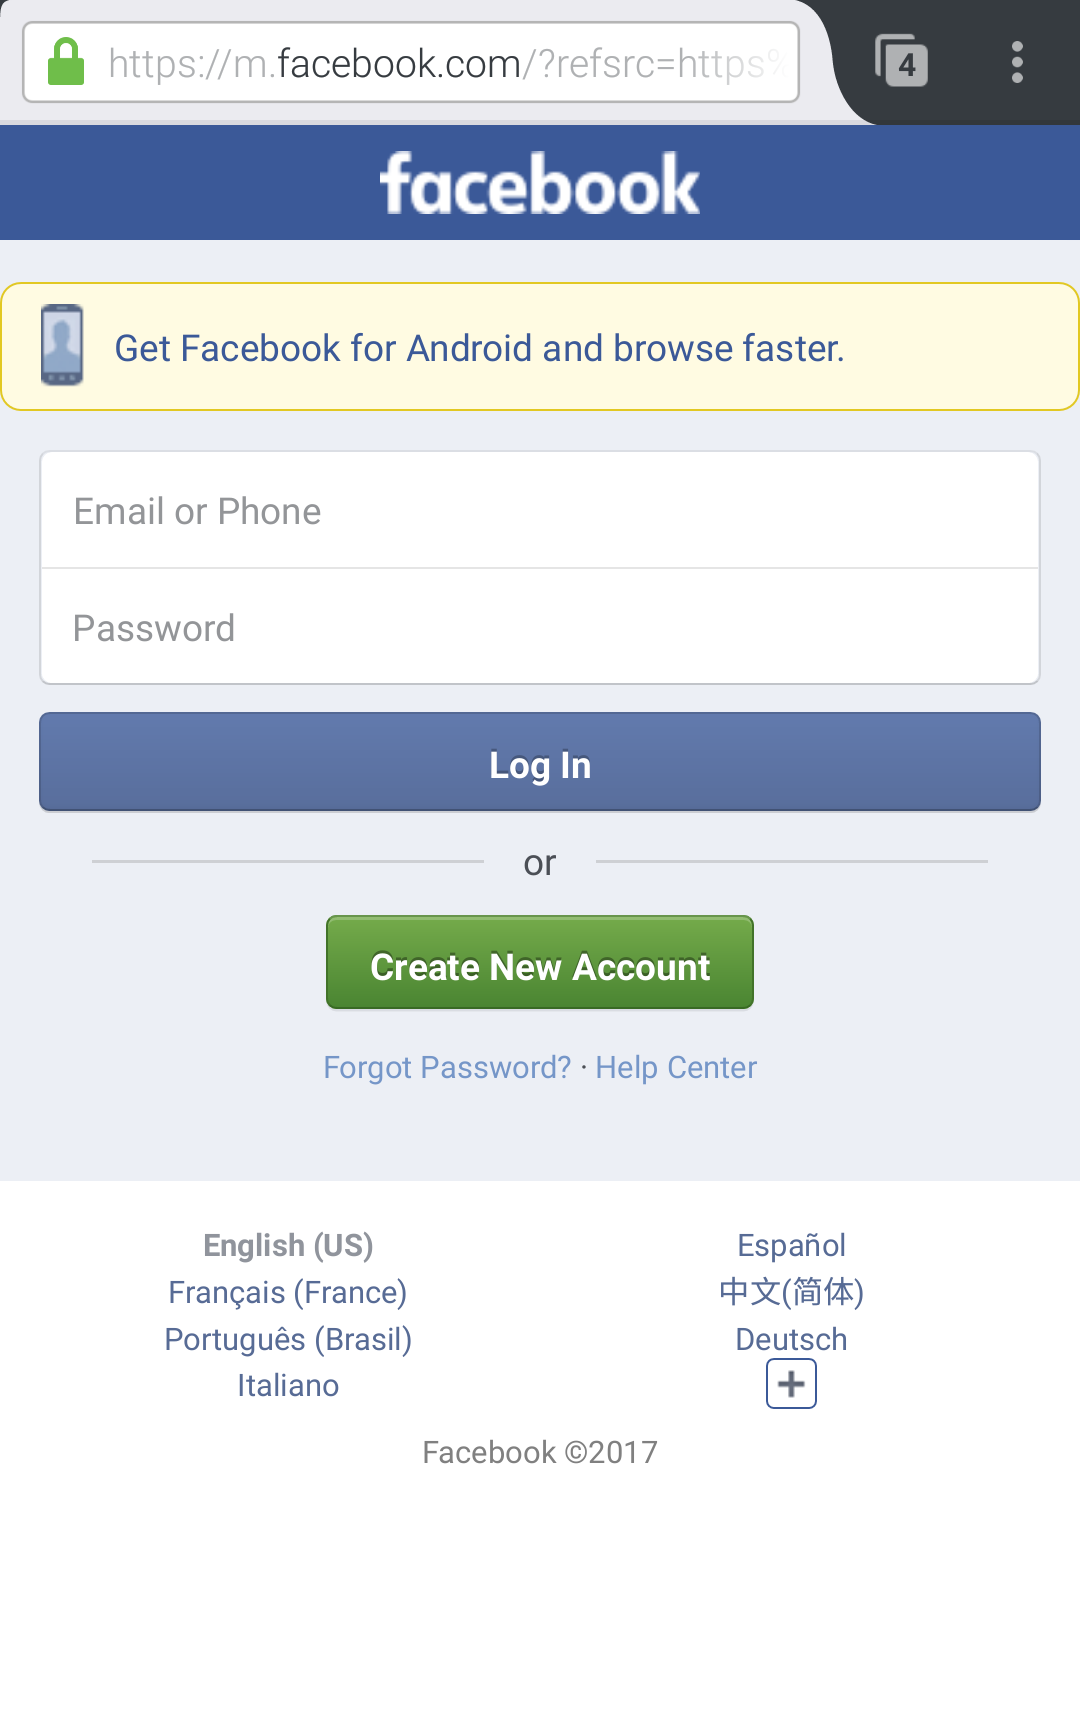 https://m.facebook.com/?refsrc=https%
4
facebook
Get Facebook for Android and browse faster.
Email or Phone
Password
Log In
or
Create New Account
Forgot Password? · Help Center
English (US) Español
Français (France) 中文(简体)
Português (Brasil) Deutsch
Italiano
Facebook ©2017